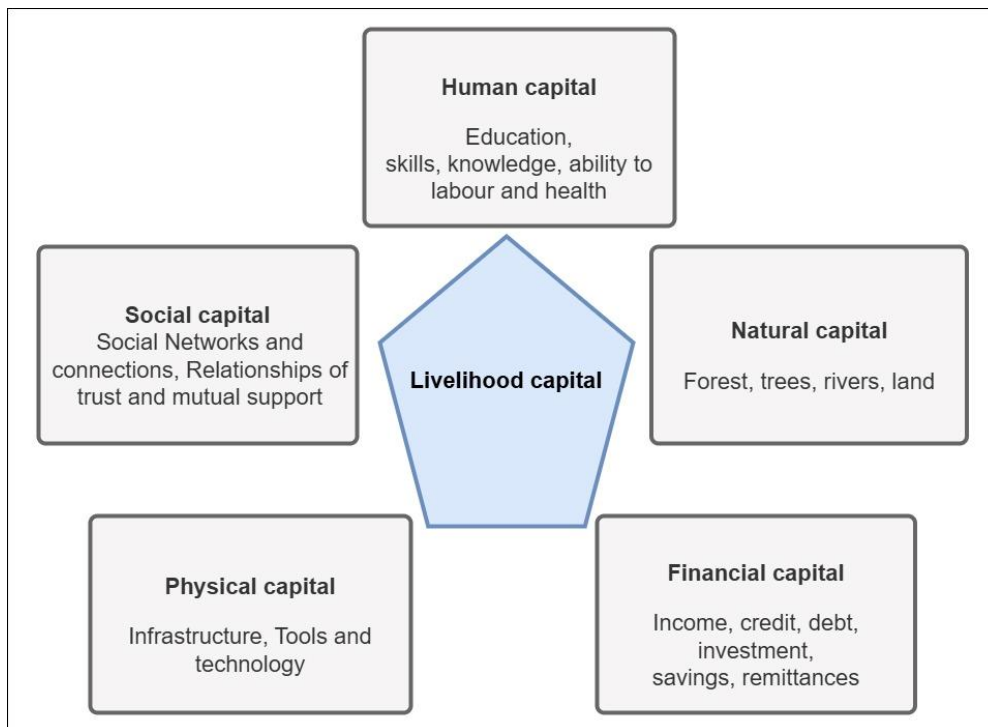 Human capital
Education,
skills, knowledge, ability to
labour and health
Social capital
Social Networks and
connections, Relationships of
trust and mutual support
Livelihood capital
Natural capital
Forest, trees, rivers, land
Physical capital
Infrastructure, Tools and
technology
Financial capital
Income, credit, debt,
investment,
savings, remittances